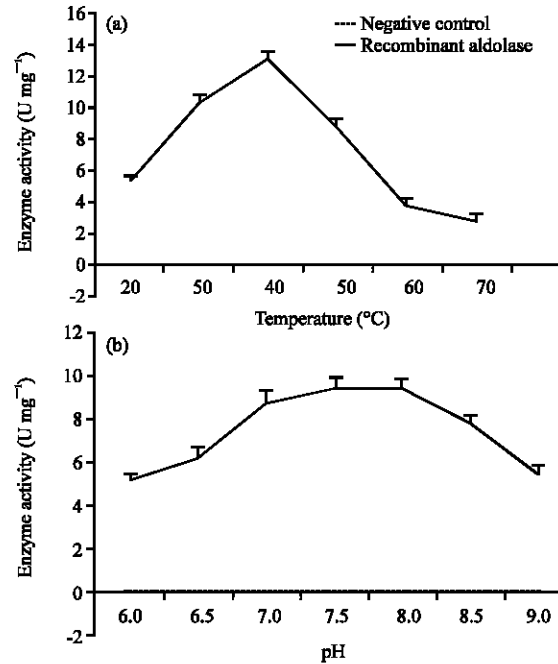 (a)
Negative control
Recombinant aldolase
Enzyme activity (U mg⁻¹)
16
14
12
10
8
6
4
2
0
-2
20 50 40 50 60 70
Temperature (°C)
(b)
Enzyme activity (U mg⁻¹)
12
10
8
6
4
2
0
-2
6.0 6.5 7.0 7.5 8.0 8.5 9.0
pH